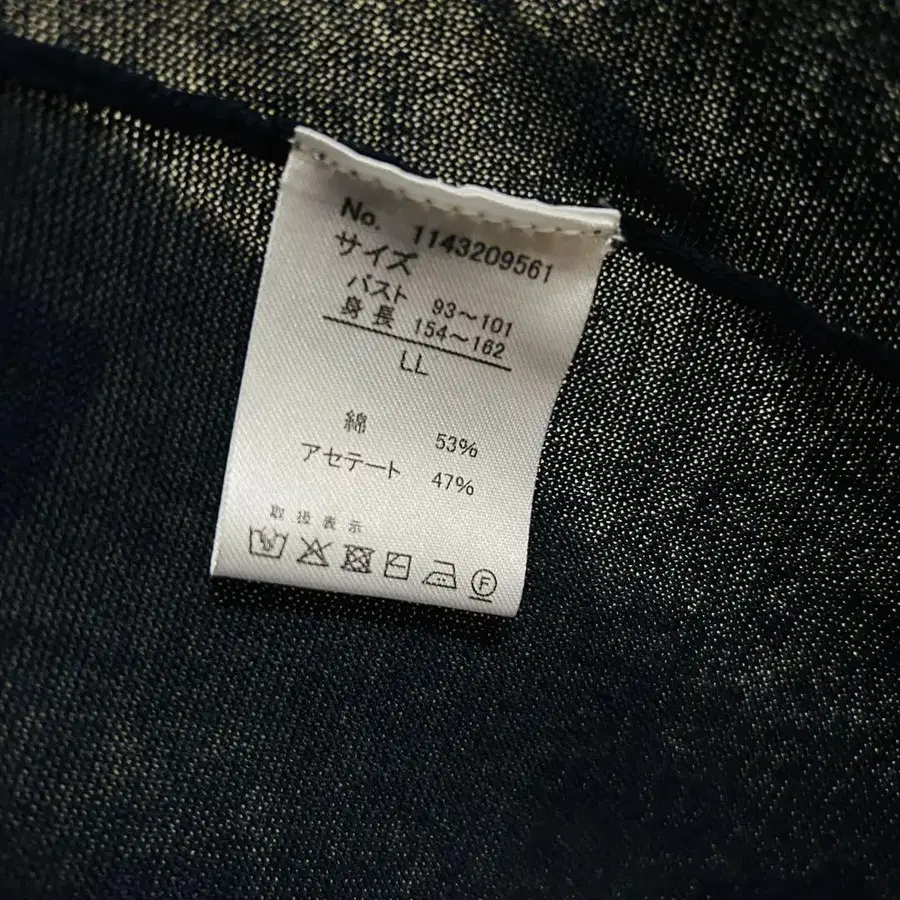 No. 1143209561
サイズ
バスト 93～101
身長 154～162
LL
綿 53%
アセテート 47%
取扱表示
F